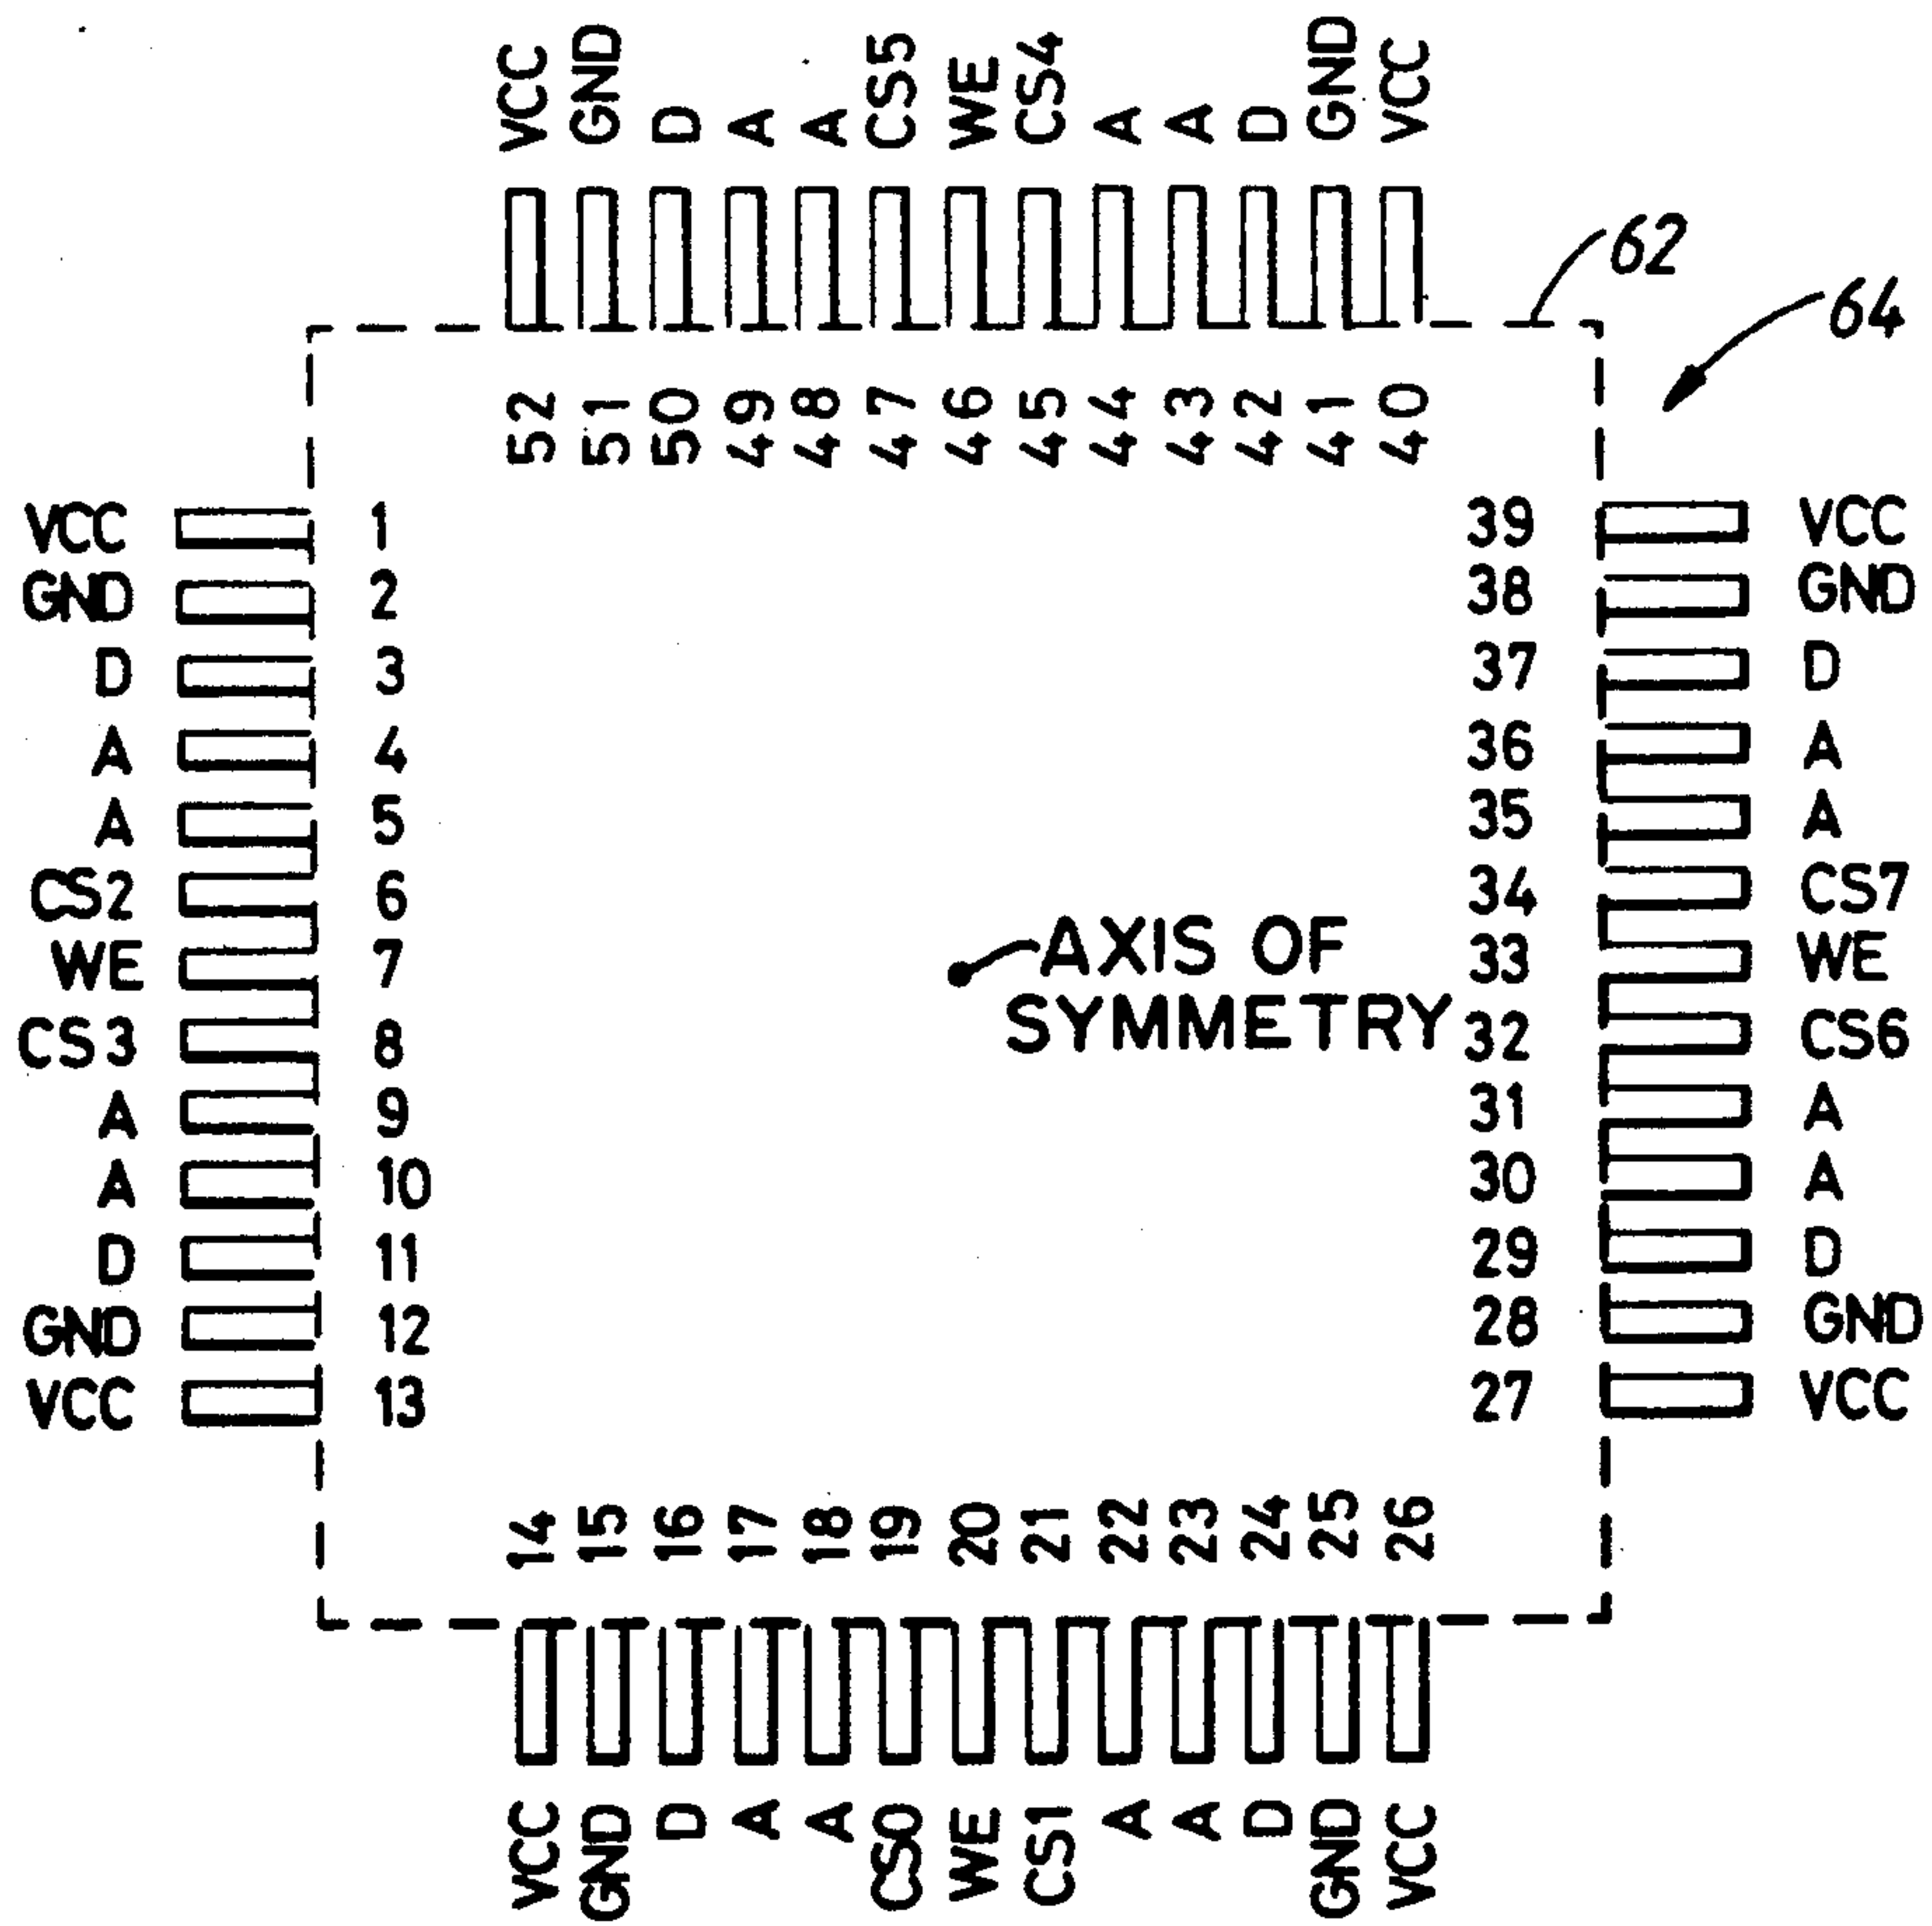 VCC GND D A A CS5 WE CS4 A A D GND VCC
62
64
52 51 50 49 48 47 46 45 44 43 42 41 40
VCC 1 39 VCC
GND 2 38 GND
D 3 37 D
A 4 36 A
A 5 35 A
CS2 6 34 CS7
WE 7 AXIS OF 33 WE
CS3 8 SYMMETRY 32 CS6
A 9 31 A
A 10 30 A
D 11 29 D
GND 12 28 GND
VCC 13 27 VCC
14 15 16 17 18 19 20 21 22 23 24 25 26
VCC GND D A A CS0 WE CS1 A A D GND VCC